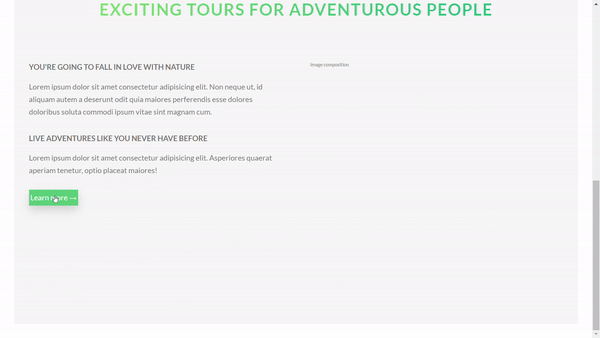 EXCITING TOURS FOR ADVENTUROUS PEOPLE
YOU'RE GOING TO FALL IN LOVE WITH NATURE
Image composition
Lorem ipsum dolor sit amet consectetur adipisicing elit. Non neque ut, id
aliquam autem a deserunt odit quia maiores perferendis esse dolores
doloribus soluta commodi ipsum vitae sint magnam cum.
LIVE ADVENTURES LIKE YOU NEVER HAVE BEFORE
Lorem ipsum dolor sit amet consectetur adipisicing elit. Asperiores quaerat
aperiam tenetur, optio placeat maiores!
Learn more →